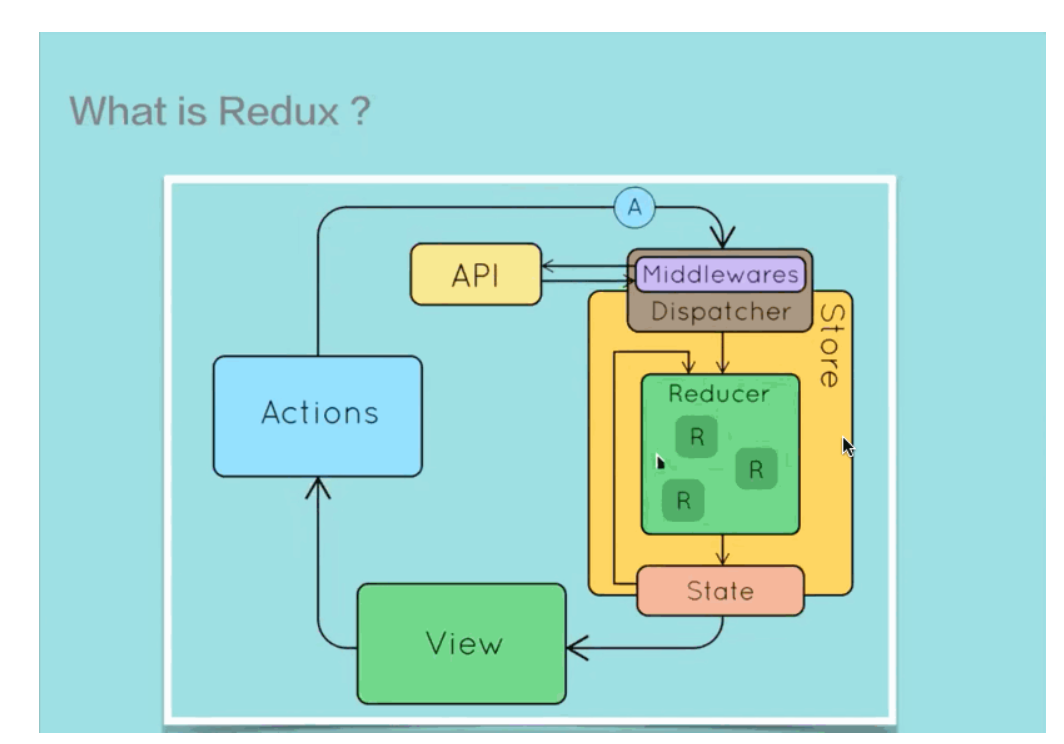 What is Redux ?
A
API
Middlewares
Dispatcher
Store
Actions
Reducer
R
R
R
State
View